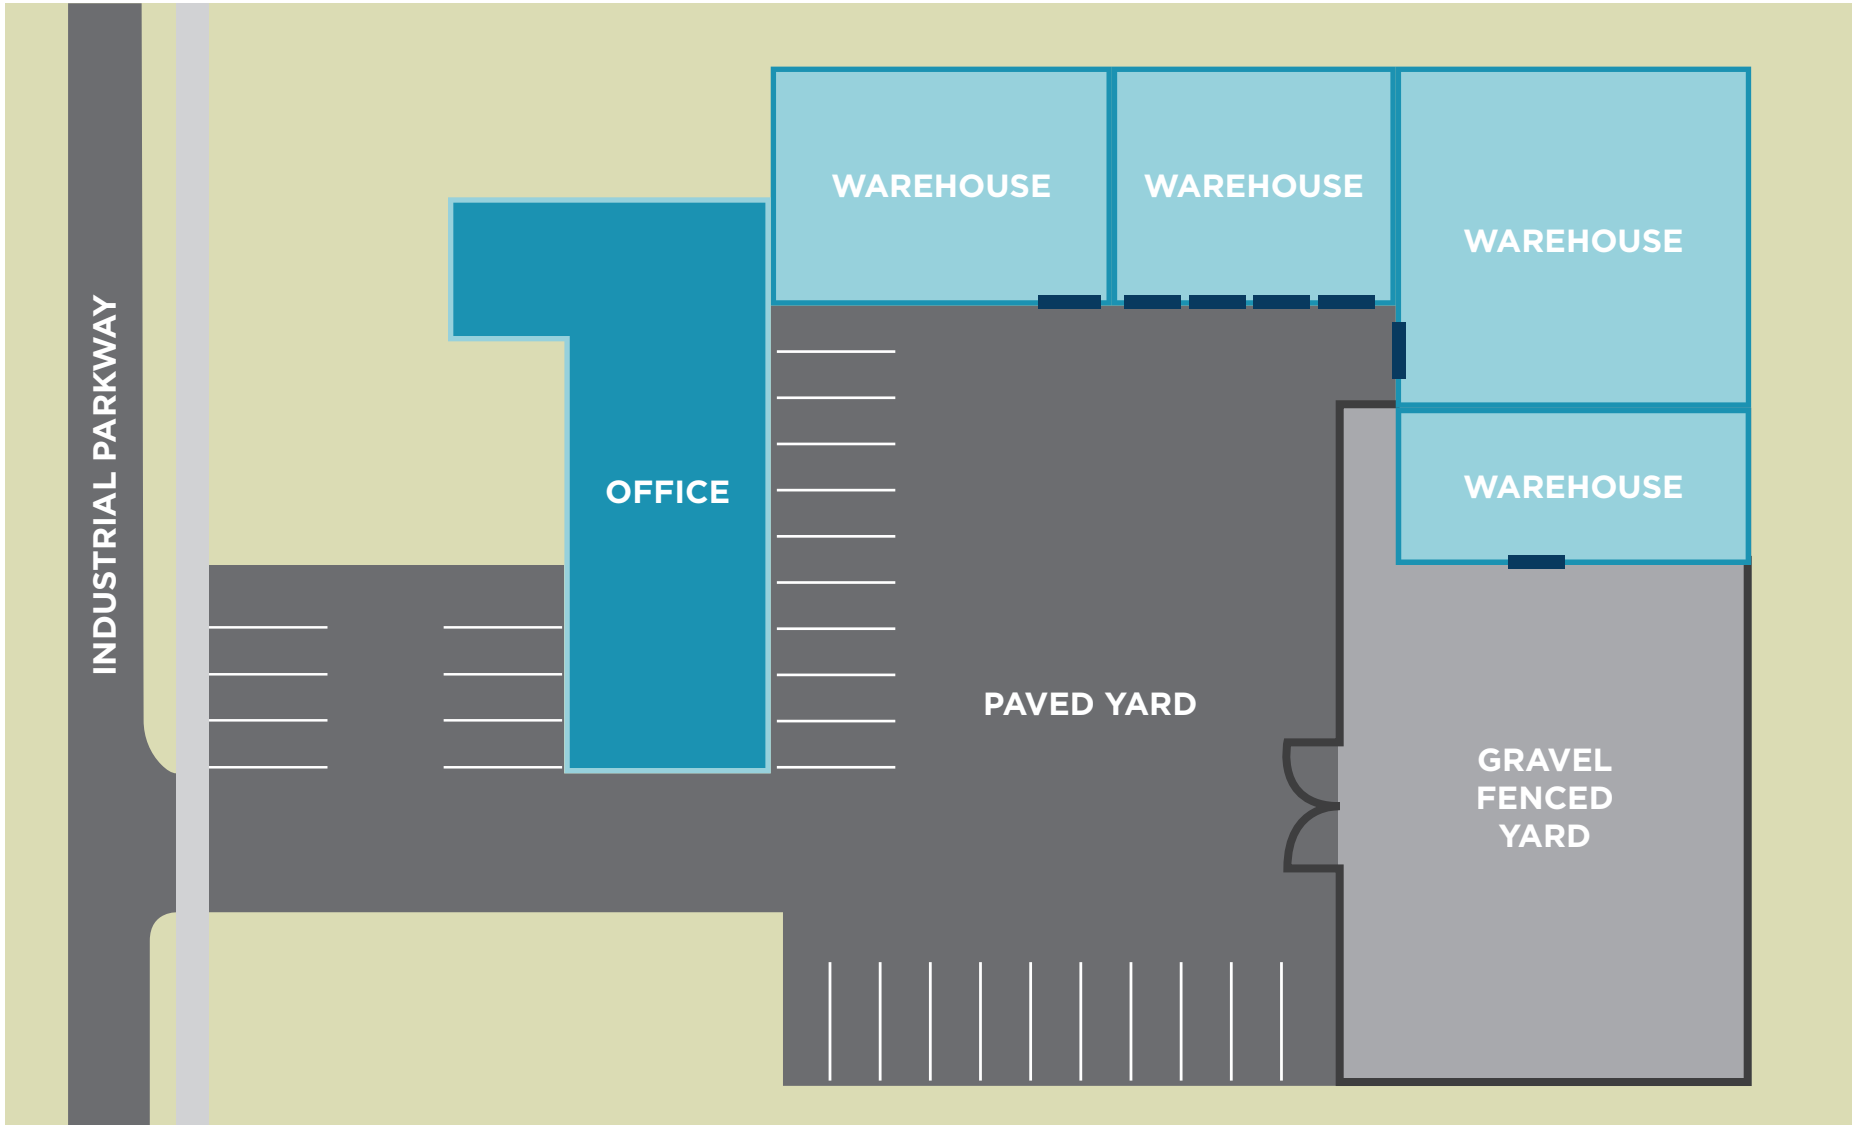 WAREHOUSE
WAREHOUSE
WAREHOUSE
INDUSTRIAL PARKWAY
OFFICE
WAREHOUSE
PAVED YARD
GRAVEL
FENCED
YARD